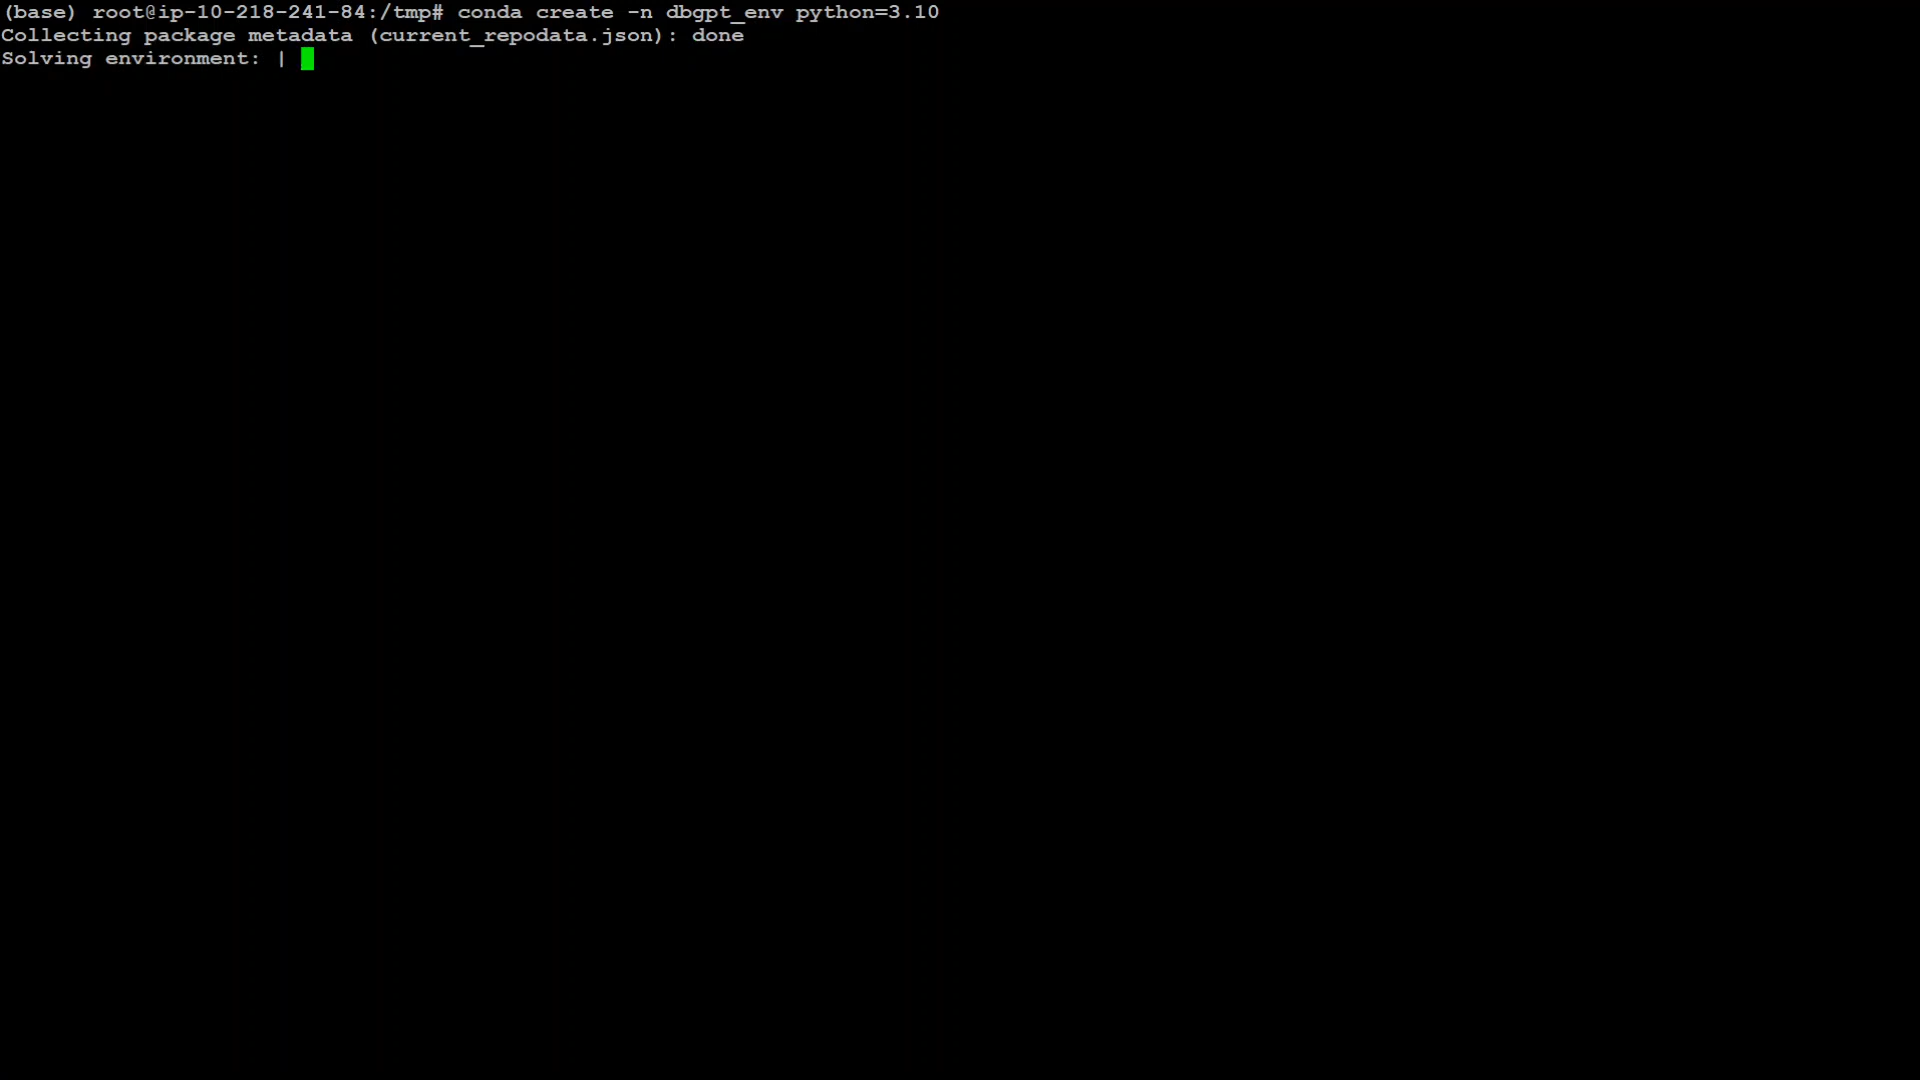 (base) root@ip-10-218-241-84:/tmp# conda create -n dbgpt_env python=3.10
Collecting package metadata (current_repodata.json): done
Solving environment: |